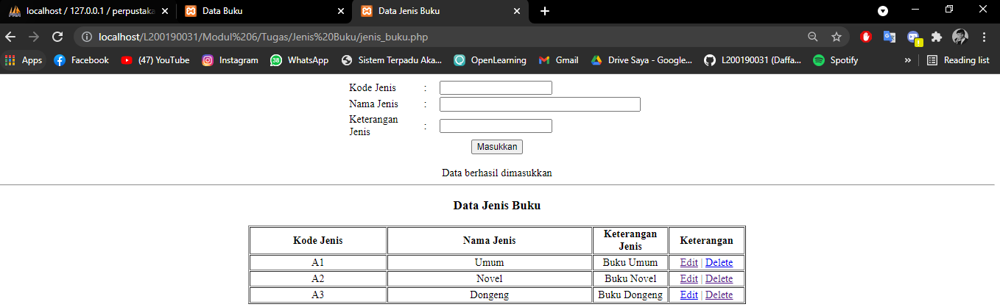 localhost / 127.0.0.1 / perpustaka
Data Buku
Data Jenis Buku
localhost/L200190031/Modul%206/Tugas/Jenis%20Buku/jenis_buku.php
Apps Facebook (47) YouTube Instagram 38 WhatsApp Sistem Terpadu Aka... OpenLearning Gmail Drive Saya - Google... L200190031 (Daffa... Spotify » Reading list
Kode Jenis :
Nama Jenis :
Keterangan
Jenis :
Masukkan
Data berhasil dimasukkan
Data Jenis Buku
Kode Jenis Nama Jenis Keterangan Jenis Keterangan
A1 Umum Buku Umum Edit | Delete
A2 Novel Buku Novel Edit | Delete
A3 Dongeng Buku Dongeng Edit | Delete